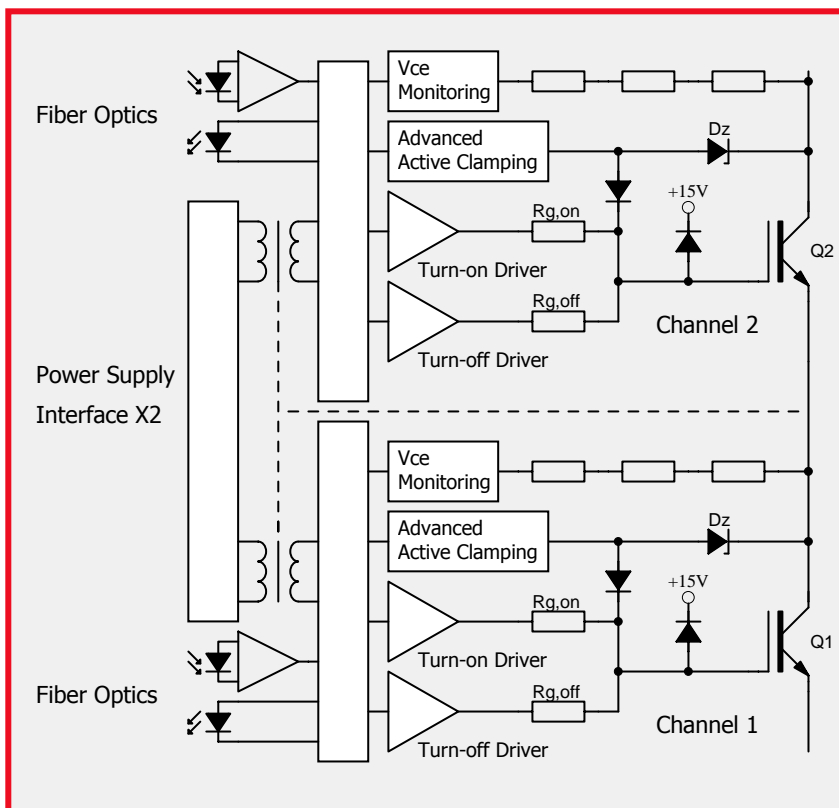 Vce
Monitoring
Fiber Optics
Advanced
Active Clamping
Dz
+15V
Rg,on
Q2
Turn-on Driver
Rg,off
Channel 2
Turn-off Driver
Power Supply
Interface X2
Vce
Monitoring
Advanced
Active Clamping
Dz
+15V
Rg,on
Q1
Turn-on Driver
Fiber Optics
Rg,off
Channel 1
Turn-off Driver